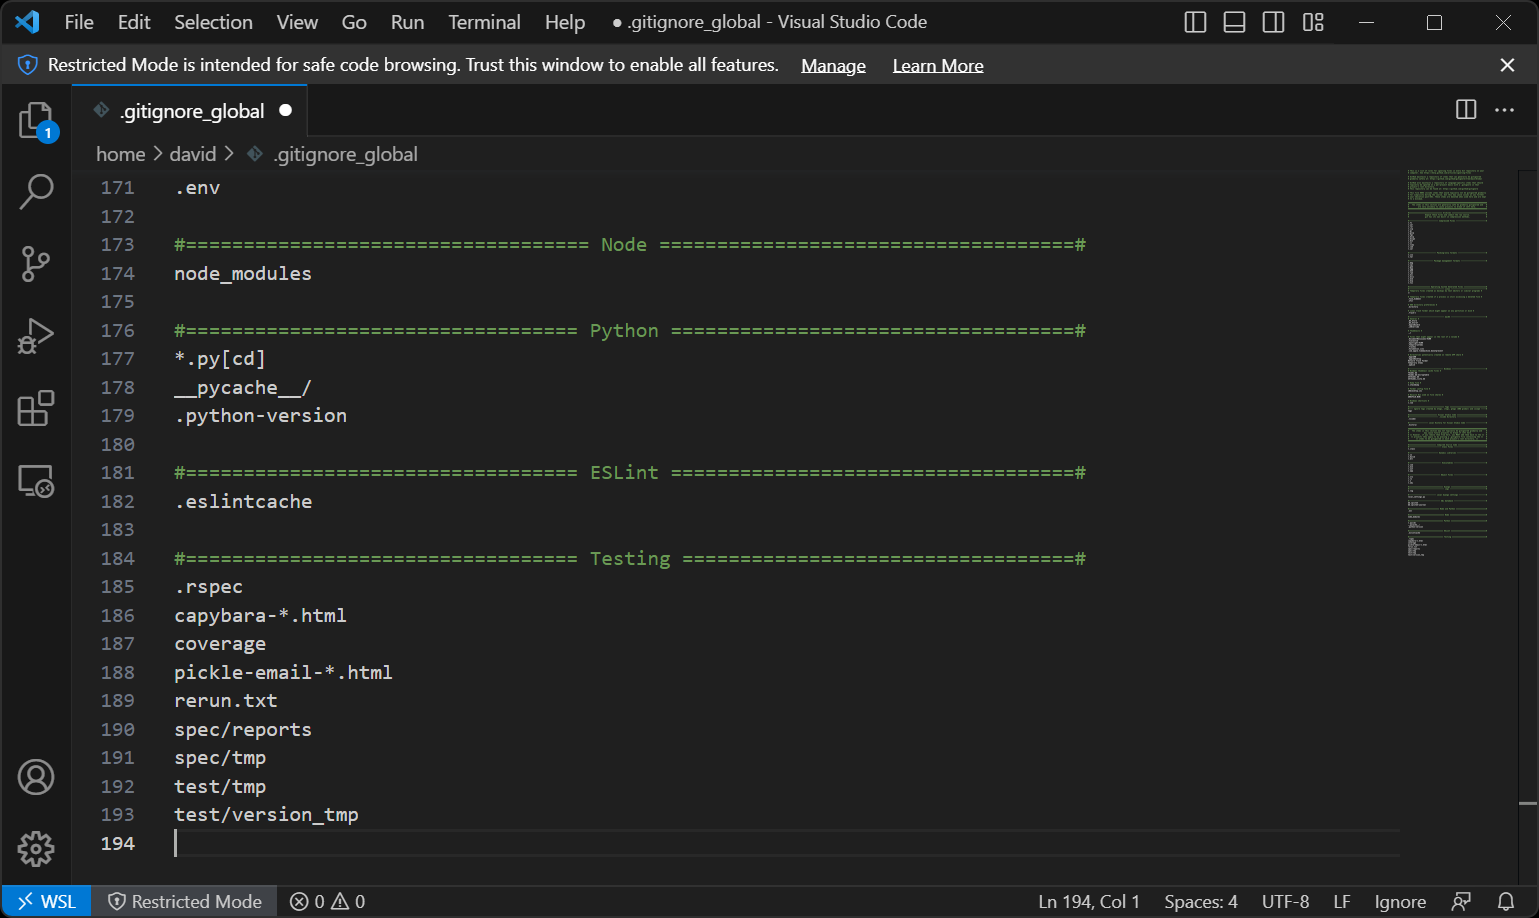 File Edit Selection View Go Run Terminal Help ● .gitignore_global - Visual Studio Code
Restricted Mode is intended for safe code browsing. Trust this window to enable all features. Manage Learn More
.gitignore_global
1
home > david > .gitignore_global
171 .env
172
173 #=================================== Node ====================================#
174 node_modules
175
176 #================================== Python ===================================#
177 *.py[cd]
178 __pycache__/
179 .python-version
180
181 #================================== ESLint ===================================#
182 .eslintcache
183
184 #================================== Testing ==================================#
185 .rspec
186 capybara-*.html
187 coverage
188 pickle-email-*.html
189 rerun.txt
190 spec/reports
191 spec/tmp
192 test/tmp
193 test/version_tmp
194
WSL Restricted Mode 0 0 Ln 194, Col 1 Spaces: 4 UTF-8 LF Ignore